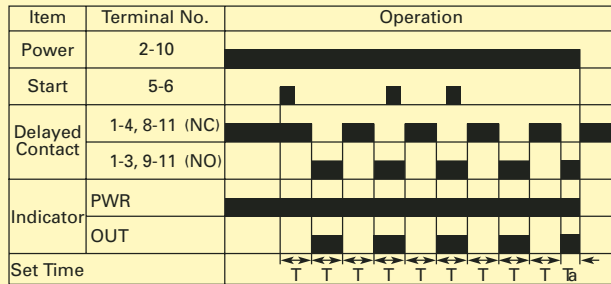 Item Terminal No. Operation
Power 2-10
Start 5-6
Delayed Contact
1-4, 8-11 (NC)
1-3, 9-11 (NO)
Indicator
PWR
OUT
Set Time T T T T T T T T T Ta